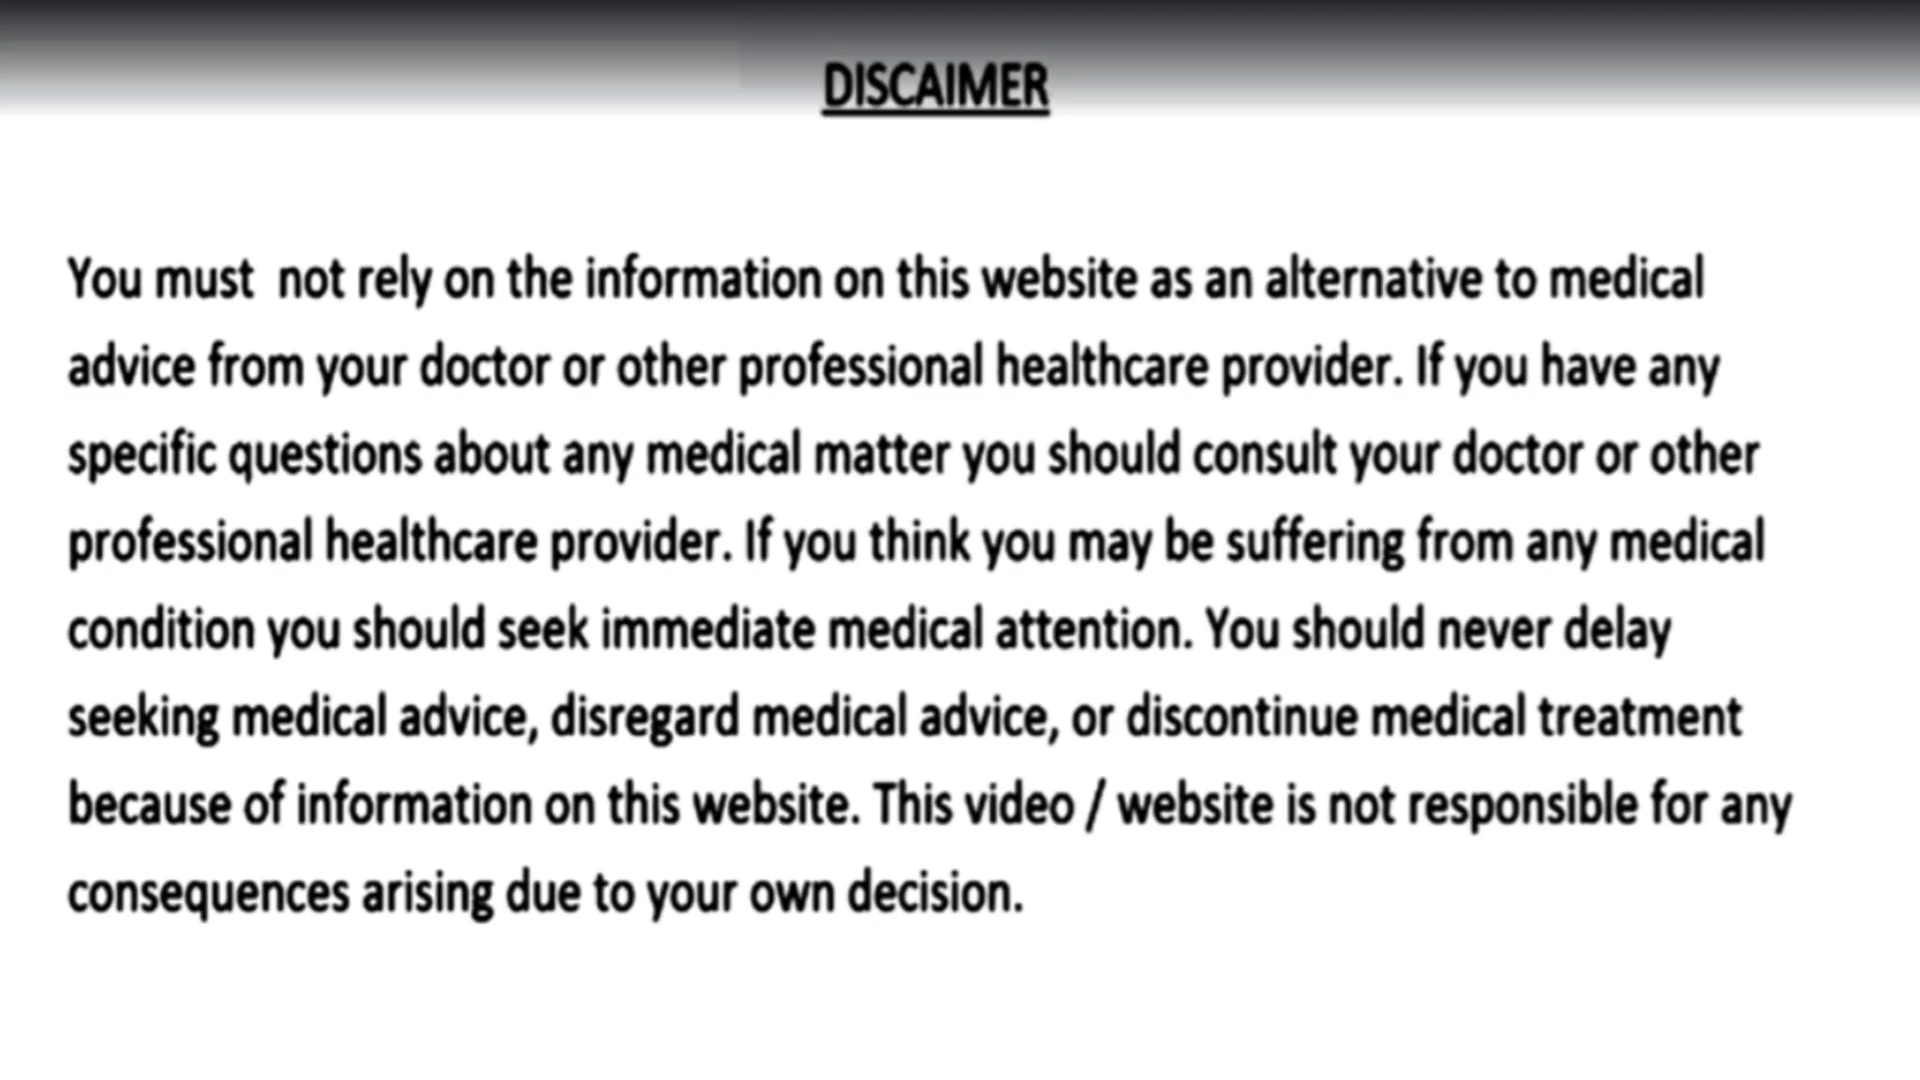 DISCAIMER
You must  not rely on the information on this website as an alternative to medical
advice from your doctor or other professional healthcare provider. If you have any
specific questions about any medical matter you should consult your doctor or other
professional healthcare provider. If you think you may be suffering from any medical
condition you should seek immediate medical attention. You should never delay
seeking medical advice, disregard medical advice, or discontinue medical treatment
because of information on this website. This video / website is not responsible for any
consequences arising due to your own decision.